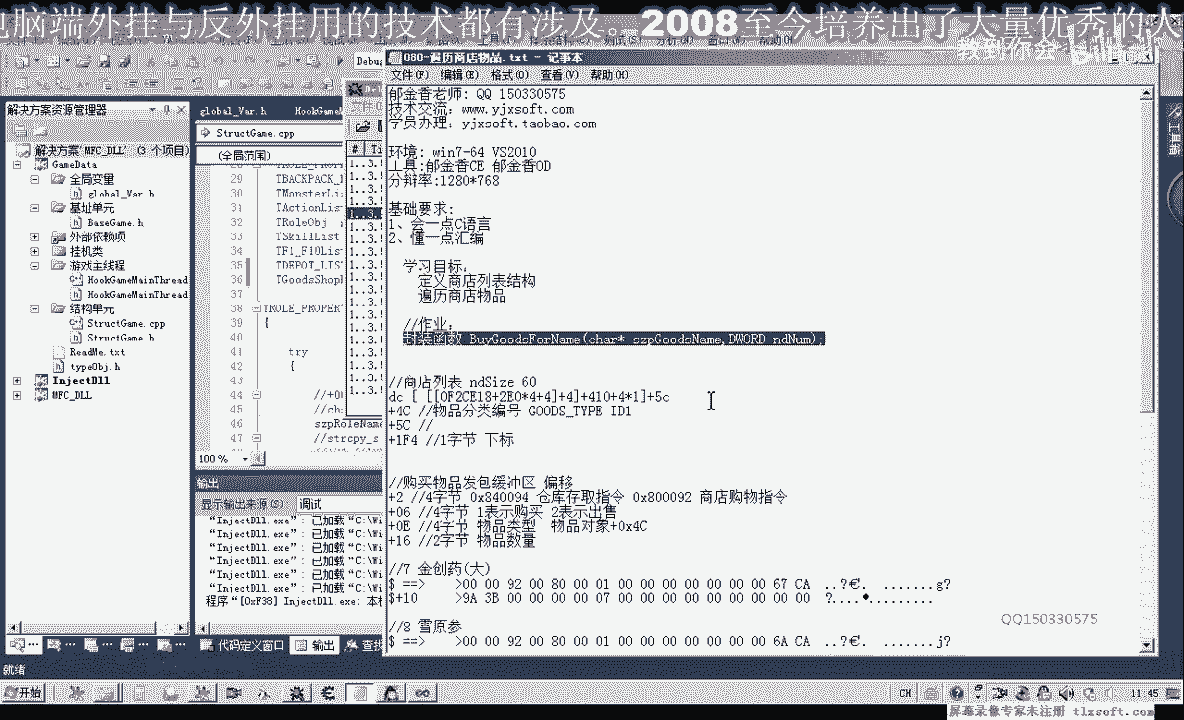 脑端外挂与反外挂用的技术都有涉及。2008至今培养出了大量优秀的人
080-遍历商店物品.txt - 记事本
文件(F) 编辑(E) 格式(O) 查看(V) 帮助(H)
郁金香老师: QQ 150330575
技术交流: www.yjxsoft.com
学员办理: yjxsoft.taobao.com
环境: win7-64 VS2010
工具:郁金香CE 郁金香OD
分辩率:1280*768
基础要求:
1、会一点C语言
2、懂一点汇编
学习目标:
定义商店列表结构
遍历商店物品
//作业:
封装函数 BuyGoodsForName(char* szpGoodsName,DWORD ndNum);
//商店列表 ndSize 60
dc [ [[0F2CE18+2E0*4+4]+4]+410+4*1]+5c
+4C //物品分类编号 GOODS_TYPE ID1
+5C //
+1F4 //1字节 下标
//购买物品发包缓冲区 偏移
+2 //4字节 0x840094 仓库存取指令 0x800092 商店购物指令
+06 //4字节 1表示购买 2表示出售
+0E //4字节 物品类型 物品对象+0x4C
+16 //2字节 物品数量
//7 金创药(大)
$ ==> >00 00 92 00 80 00 01 00 00 00 00 00 00 00 67 CA ..?€. .......g?
$+10 >9A 3B 00 00 00 00 07 00 00 00 00 00 00 00 00 00 ?....•.........
//8 雪原参
$ ==> >00 00 92 00 80 00 01 00 00 00 00 00 00 00 6A CA ..?€. .......j?
QQ150330575
解决方案资源管理器
解决方案"MFC_DLL" (3 个项目)
GameData
全局变量
global_Var.h
基址单元
BaseGame.h
外部依赖项
挂机类
游戏主线程
HookGameMainThread
HookGameMainThread
结构单元
StructGame.cpp
StructGame.h
ReadMe.txt
typeObj.h
InjectDll
MFC_DLL
global_Var.h HookGameM
StructGame.cpp
(全局范围)
29 TBACKPACK_
30 TMonsterLi
31 TActionLis
32 TRoleObj
33 TSkillList
34 TF1_F10List
35 TDEPOT_LIS
36 TGoodsShop
37
38 TROLE_PROPER
39 {
40
41 try
42 {
43
44 //+0
45 //ch
46 szpRoleName
47 //strcpy_s
100 %
输出
显示输出来源(S): 调试
"InjectDll.exe": 已加载"C:\Wi
"InjectDll.exe": 已加载"C:\Wi
"InjectDll.exe": 已加载"C:\Wi
"InjectDll.exe": 已加载"C:\Wi
"InjectDll.exe": 已加载"C:\Wi
"InjectDll.exe": 已加载"C:\Wi
程序"[0xF38] InjectDll.exe: 本机
代码定义窗口 输出 查找
就绪
开始
CH
11:45
屏幕录像专家未注册 tlxsoft.com
工具箱